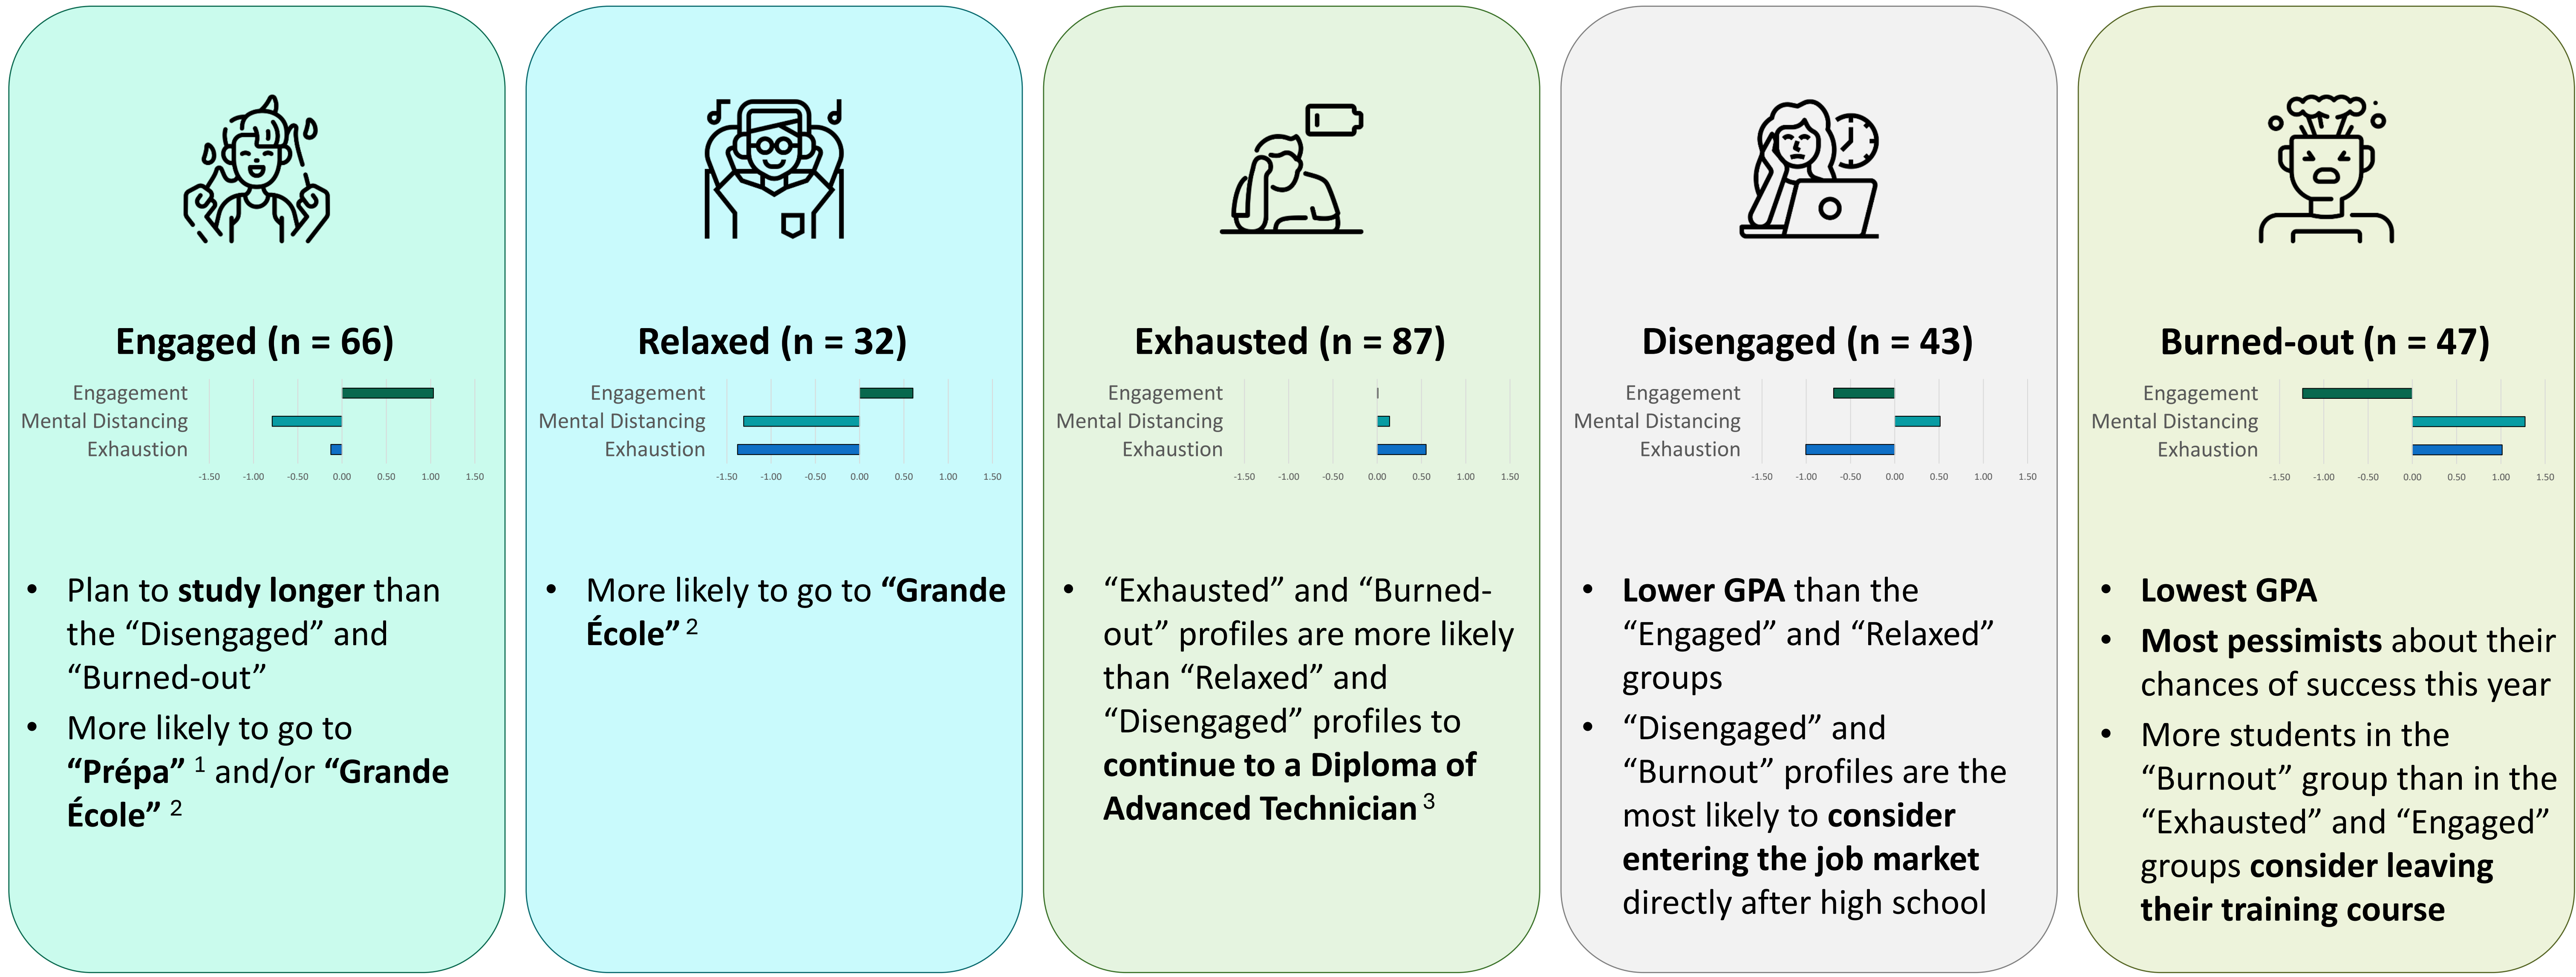 Engaged (n = 66)
Engagement
Mental Distancing
Exhaustion
-1.50 -1.00 -0.50 0.00 0.50 1.00 1.50
• Plan to study longer than
the “Disengaged” and
“Burned-out”
• More likely to go to
“Prépa” 1 and/or “Grande
École” 2
Relaxed (n = 32)
Engagement
Mental Distancing
Exhaustion
-1.50 -1.00 -0.50 0.00 0.50 1.00 1.50
• More likely to go to “Grande
École” 2
Exhausted (n = 87)
Engagement
Mental Distancing
Exhaustion
-1.50 -1.00 -0.50 0.00 0.50 1.00 1.50
• “Exhausted” and “Burned-
out” profiles are more likely
than “Relaxed” and
“Disengaged” profiles to
continue to a Diploma of
Advanced Technician 3
Disengaged (n = 43)
Engagement
Mental Distancing
Exhaustion
-1.50 -1.00 -0.50 0.00 0.50 1.00 1.50
• Lower GPA than the
“Engaged” and “Relaxed”
groups
• “Disengaged” and
“Burnout” profiles are the
most likely to consider
entering the job market
directly after high school
Burned-out (n = 47)
Engagement
Mental Distancing
Exhaustion
-1.50 -1.00 -0.50 0.00 0.50 1.00 1.50
• Lowest GPA
• Most pessimists about their
chances of success this year
• More students in the
“Burnout” group than in the
“Exhausted” and “Engaged”
groups consider leaving
their training course